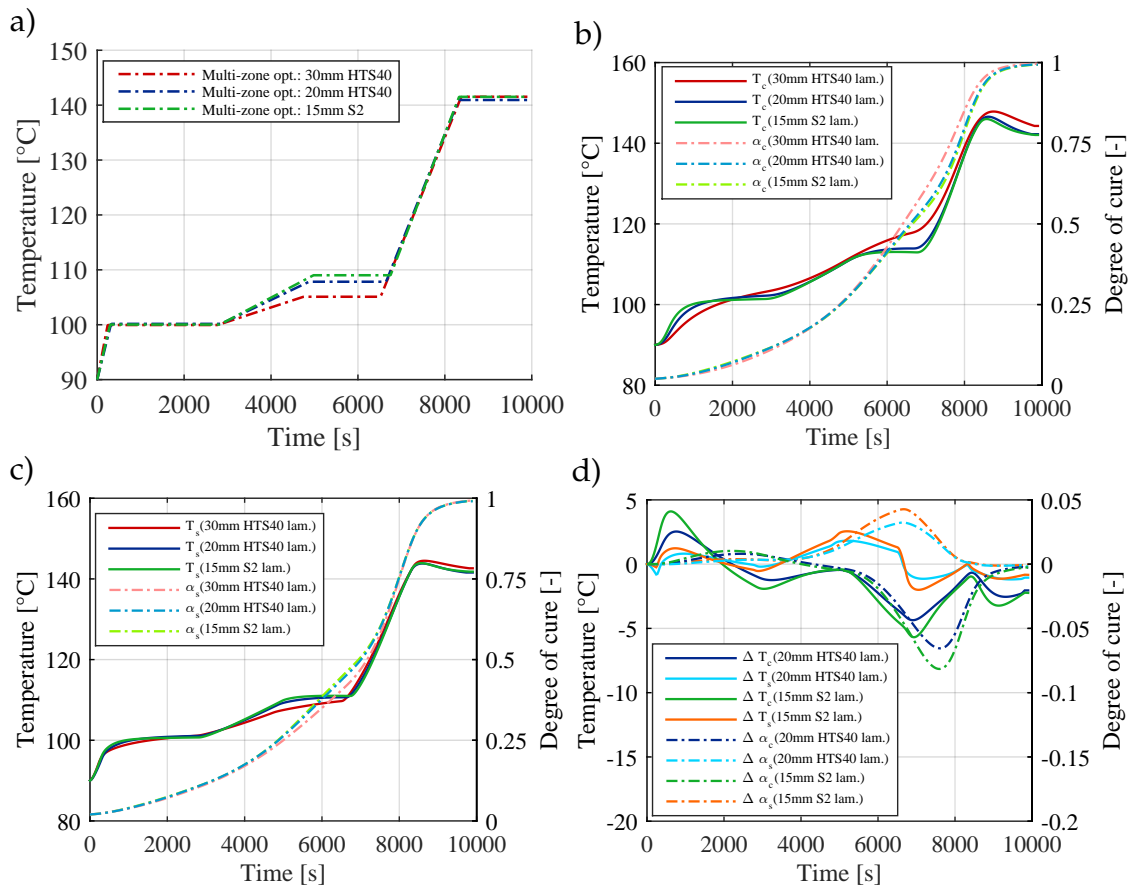 a)
150
140
130
120
110
100
90
Temperature [°C]
Multi-zone opt.: 30mm HTS40
Multi-zone opt.: 20mm HTS40
Multi-zone opt.: 15mm S2
0 2000 4000 6000 8000 10000
Time [s]
b)
160
140
120
100
80
Temperature [°C]
T_c(30mm HTS40 lam.)
T_c(20mm HTS40 lam.)
T_c(15mm S2 lam.)
α_c(30mm HTS40 lam.
α_c(20mm HTS40 lam.)
α_c(15mm S2 lam.)
1
0.75
0.5
0.25
0
Degree of cure [-]
0 2000 4000 6000 8000 10000
Time [s]
c)
160
140
120
100
80
Temperature [°C]
T_s(30mm HTS40 lam.)
T_s(20mm HTS40 lam.)
T_s(15mm S2 lam.)
α_s(30mm HTS40 lam.)
α_s(20mm HTS40 lam.)
α_s(15mm S2 lam.)
1
0.75
0.5
0.25
0
Degree of cure [-]
0 2000 4000 6000 8000 10000
Time [s]
d)
5
0
-5
-10
-15
-20
Temperature [°C]
Δ T_c(20mm HTS40 lam.)
Δ T_s(20mm HTS40 lam.)
Δ T_c(15mm S2 lam.)
Δ T_s(15mm S2 lam.)
Δ α_c(20mm HTS40 lam.)
Δ α_s(20mm HTS40 lam.)
Δ α_c(15mm S2 lam.)
Δ α_s(15mm S2 lam.)
0.05
0
-0.05
-0.1
-0.15
-0.2
Degree of cure [-]
0 2000 4000 6000 8000 10000
Time [s]